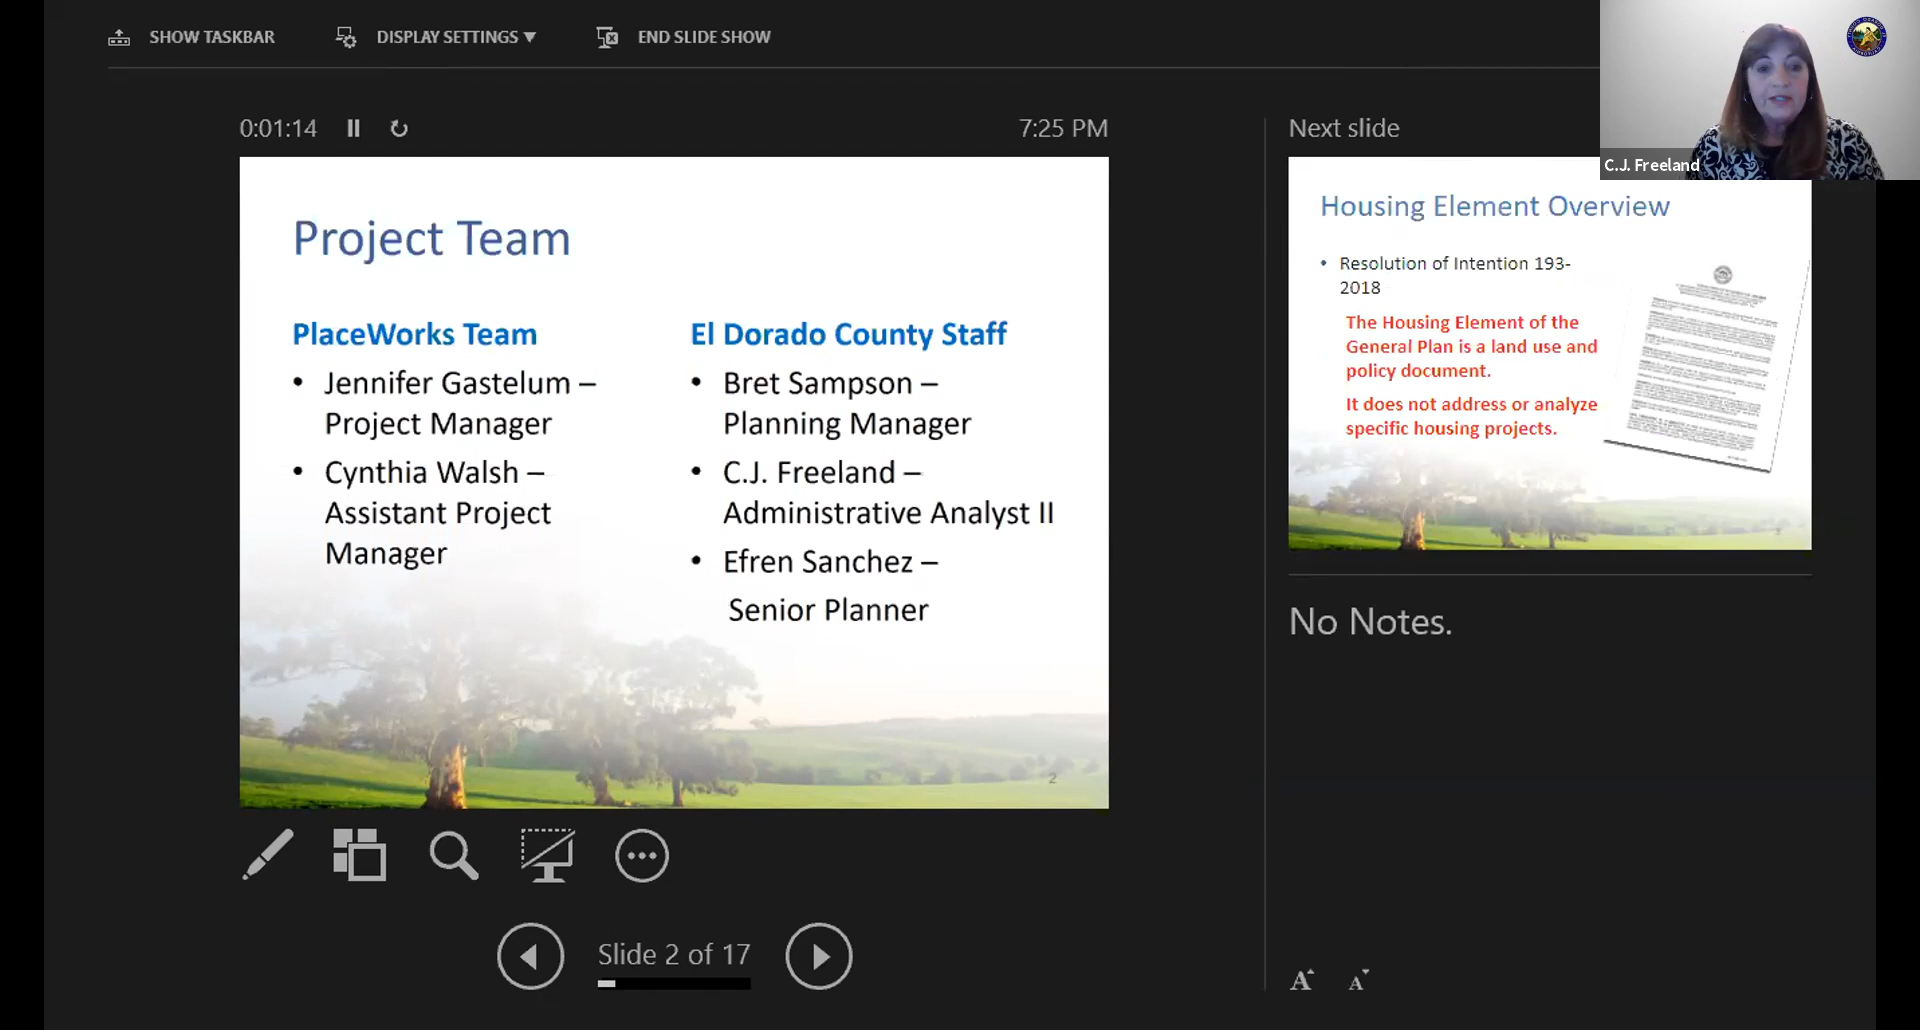 SHOW TASKBAR
DISPLAY SETTINGS ▼
END SLIDE SHOW
C.J. Freeland
0:01:14
7:25 PM
Project Team
PlaceWorks Team
• Jennifer Gastelum –
Project Manager
• Cynthia Walsh –
Assistant Project
Manager
El Dorado County Staff
• Bret Sampson –
Planning Manager
• C.J. Freeland –
Administrative Analyst II
• Efren Sanchez –
Senior Planner
2
Slide 2 of 17
Next slide
Housing Element Overview
• Resolution of Intention 193-
2018
The Housing Element of the
General Plan is a land use and
policy document.
It does not address or analyze
specific housing projects.
No Notes.
A A